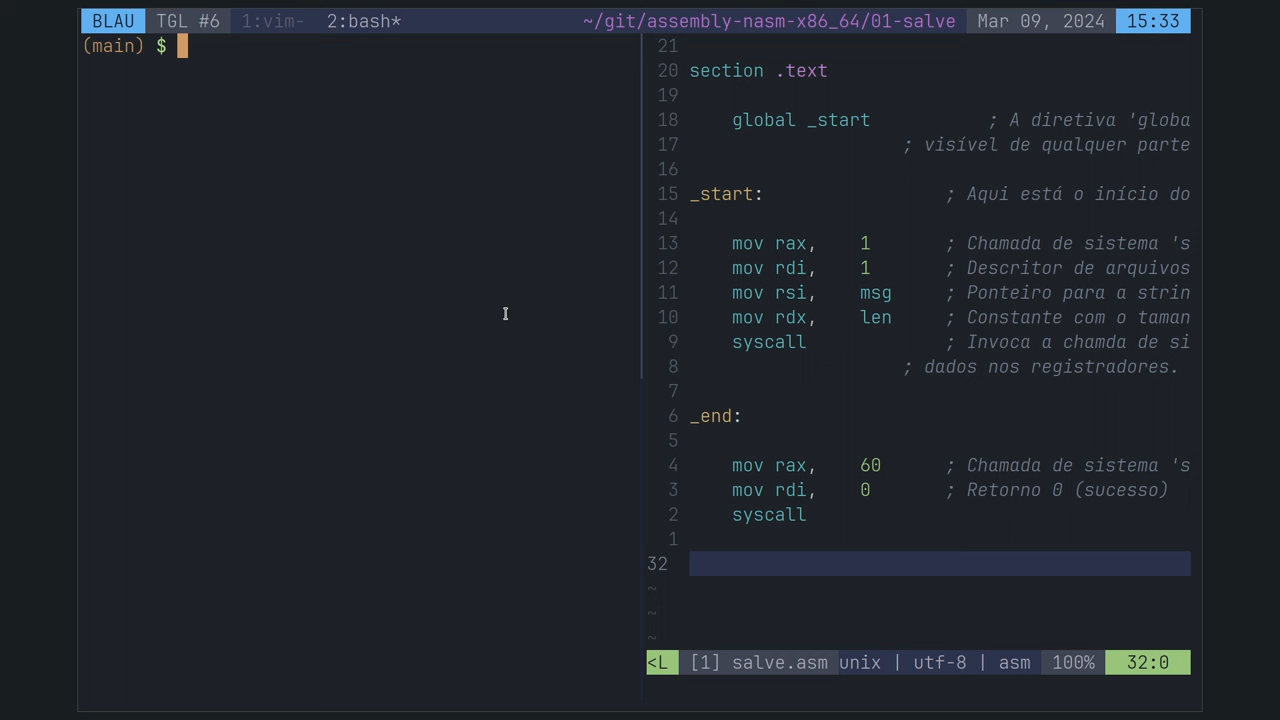 BLAU TGL #6 1:vim- 2:bash* ~/git/assembly-nasm-x86_64/01-salve Mar 09, 2024 15:33
(main) $
21
20 section .text
19
18 global _start ; A diretiva 'globa
17 ; visível de qualquer parte
16
15 _start: ; Aqui está o início do
14
13 mov rax, 1 ; Chamada de sistema 's
12 mov rdi, 1 ; Descritor de arquivos
11 mov rsi, msg ; Ponteiro para a strin
10 mov rdx, len ; Constante com o taman
9 syscall ; Invoca a chamda de si
8 ; dados nos registradores.
7
6 _end:
5
4 mov rax, 60 ; Chamada de sistema 's
3 mov rdi, 0 ; Retorno 0 (sucesso)
2 syscall
1
32
~
~
~
<L [1] salve.asm unix | utf-8 | asm 100% 32:0